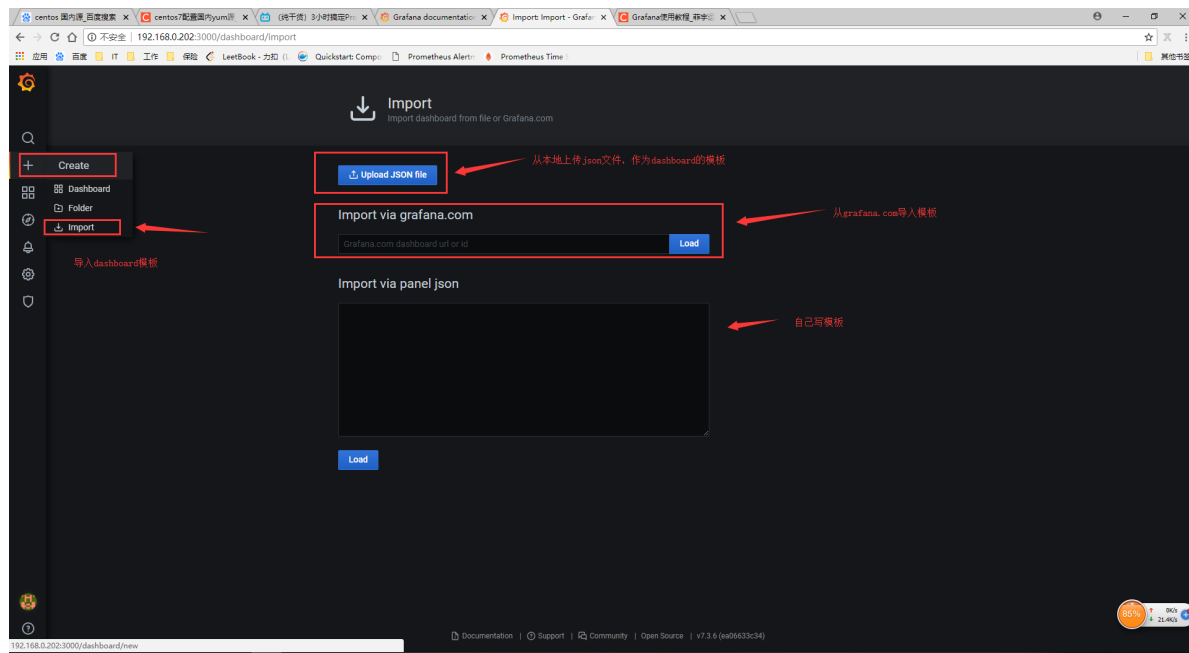 centos 国内源_百度搜索
centos7配置国内yum源
(纯干货) 3小时搞定Pro
Grafana documentation
Import: Import - Grafan
Grafana使用教程_菲宇
不安全 | 192.168.0.202:3000/dashboard/import
应用 百度 IT 工作 保险 LeetBook - 力扣 (L Quickstart: Compo Prometheus Alertn Prometheus Time 其他书签
Import
Import dashboard from file or Grafana.com
Create
Dashboard
Folder
Import
导入dashboard模板
Upload JSON file
从本地上传json文件，作为dashboard的模板
Import via grafana.com
Grafana.com dashboard url or id
Load
从grafana.com导入模板
Import via panel json
自己写模板
Load
85%
0K/s
21.4K/s
Documentation | Support | Community | Open Source | v7.3.6 (ea06633c34)
192.168.0.202:3000/dashboard/new